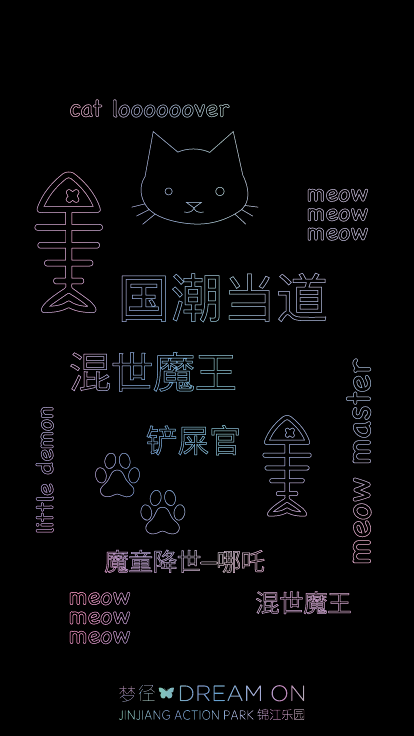 cat loooooover
meow
meow
meow
国潮当道
混世魔王
meow master
little demon
铲屎官
魔童降世—哪吒
混世魔王
meow
meow
meow
梦径 DREAM ON
JINJIANG ACTION PARK 锦江乐园